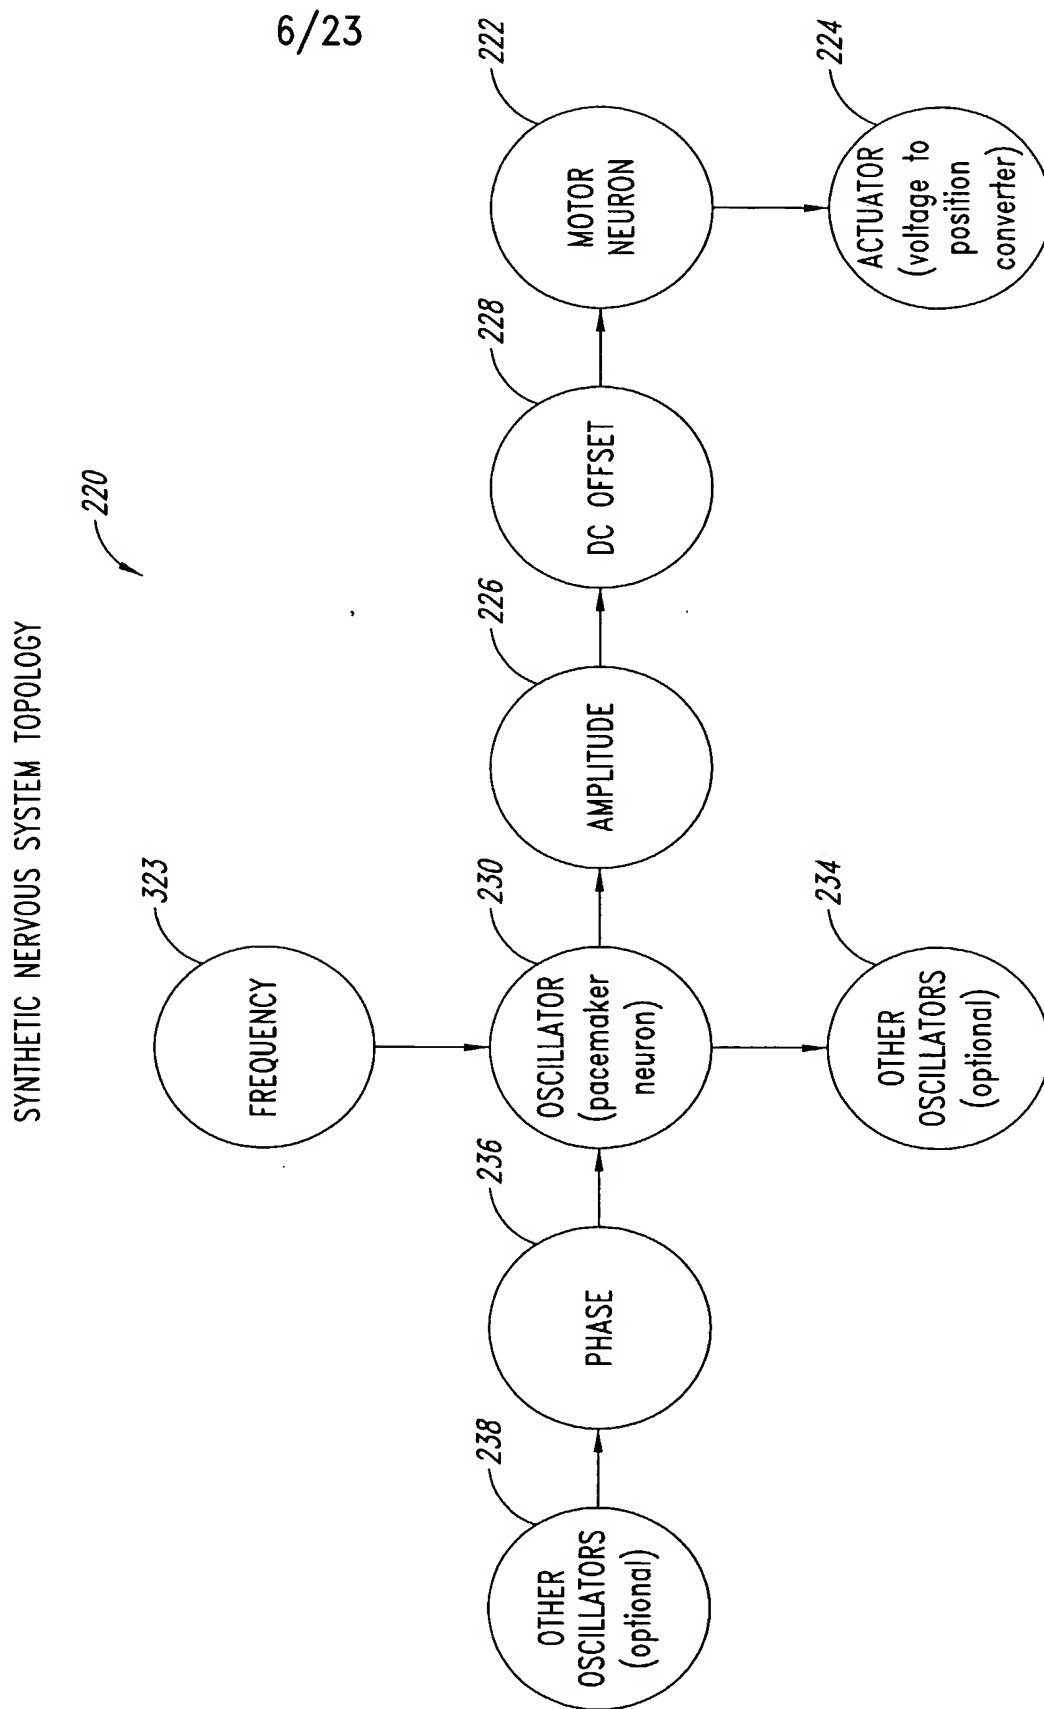 6/23
SYNTHETIC NERVOUS SYSTEM TOPOLOGY
220
323
FREQUENCY
238
OTHER
OSCILLATORS
(optional)
236
PHASE
230
OSCILLATOR
(pacemaker
neuron)
226
AMPLITUDE
228
DC OFFSET
222
MOTOR
NEURON
234
OTHER
OSCILLATORS
(optional)
224
ACTUATOR
(voltage to
position
converter)